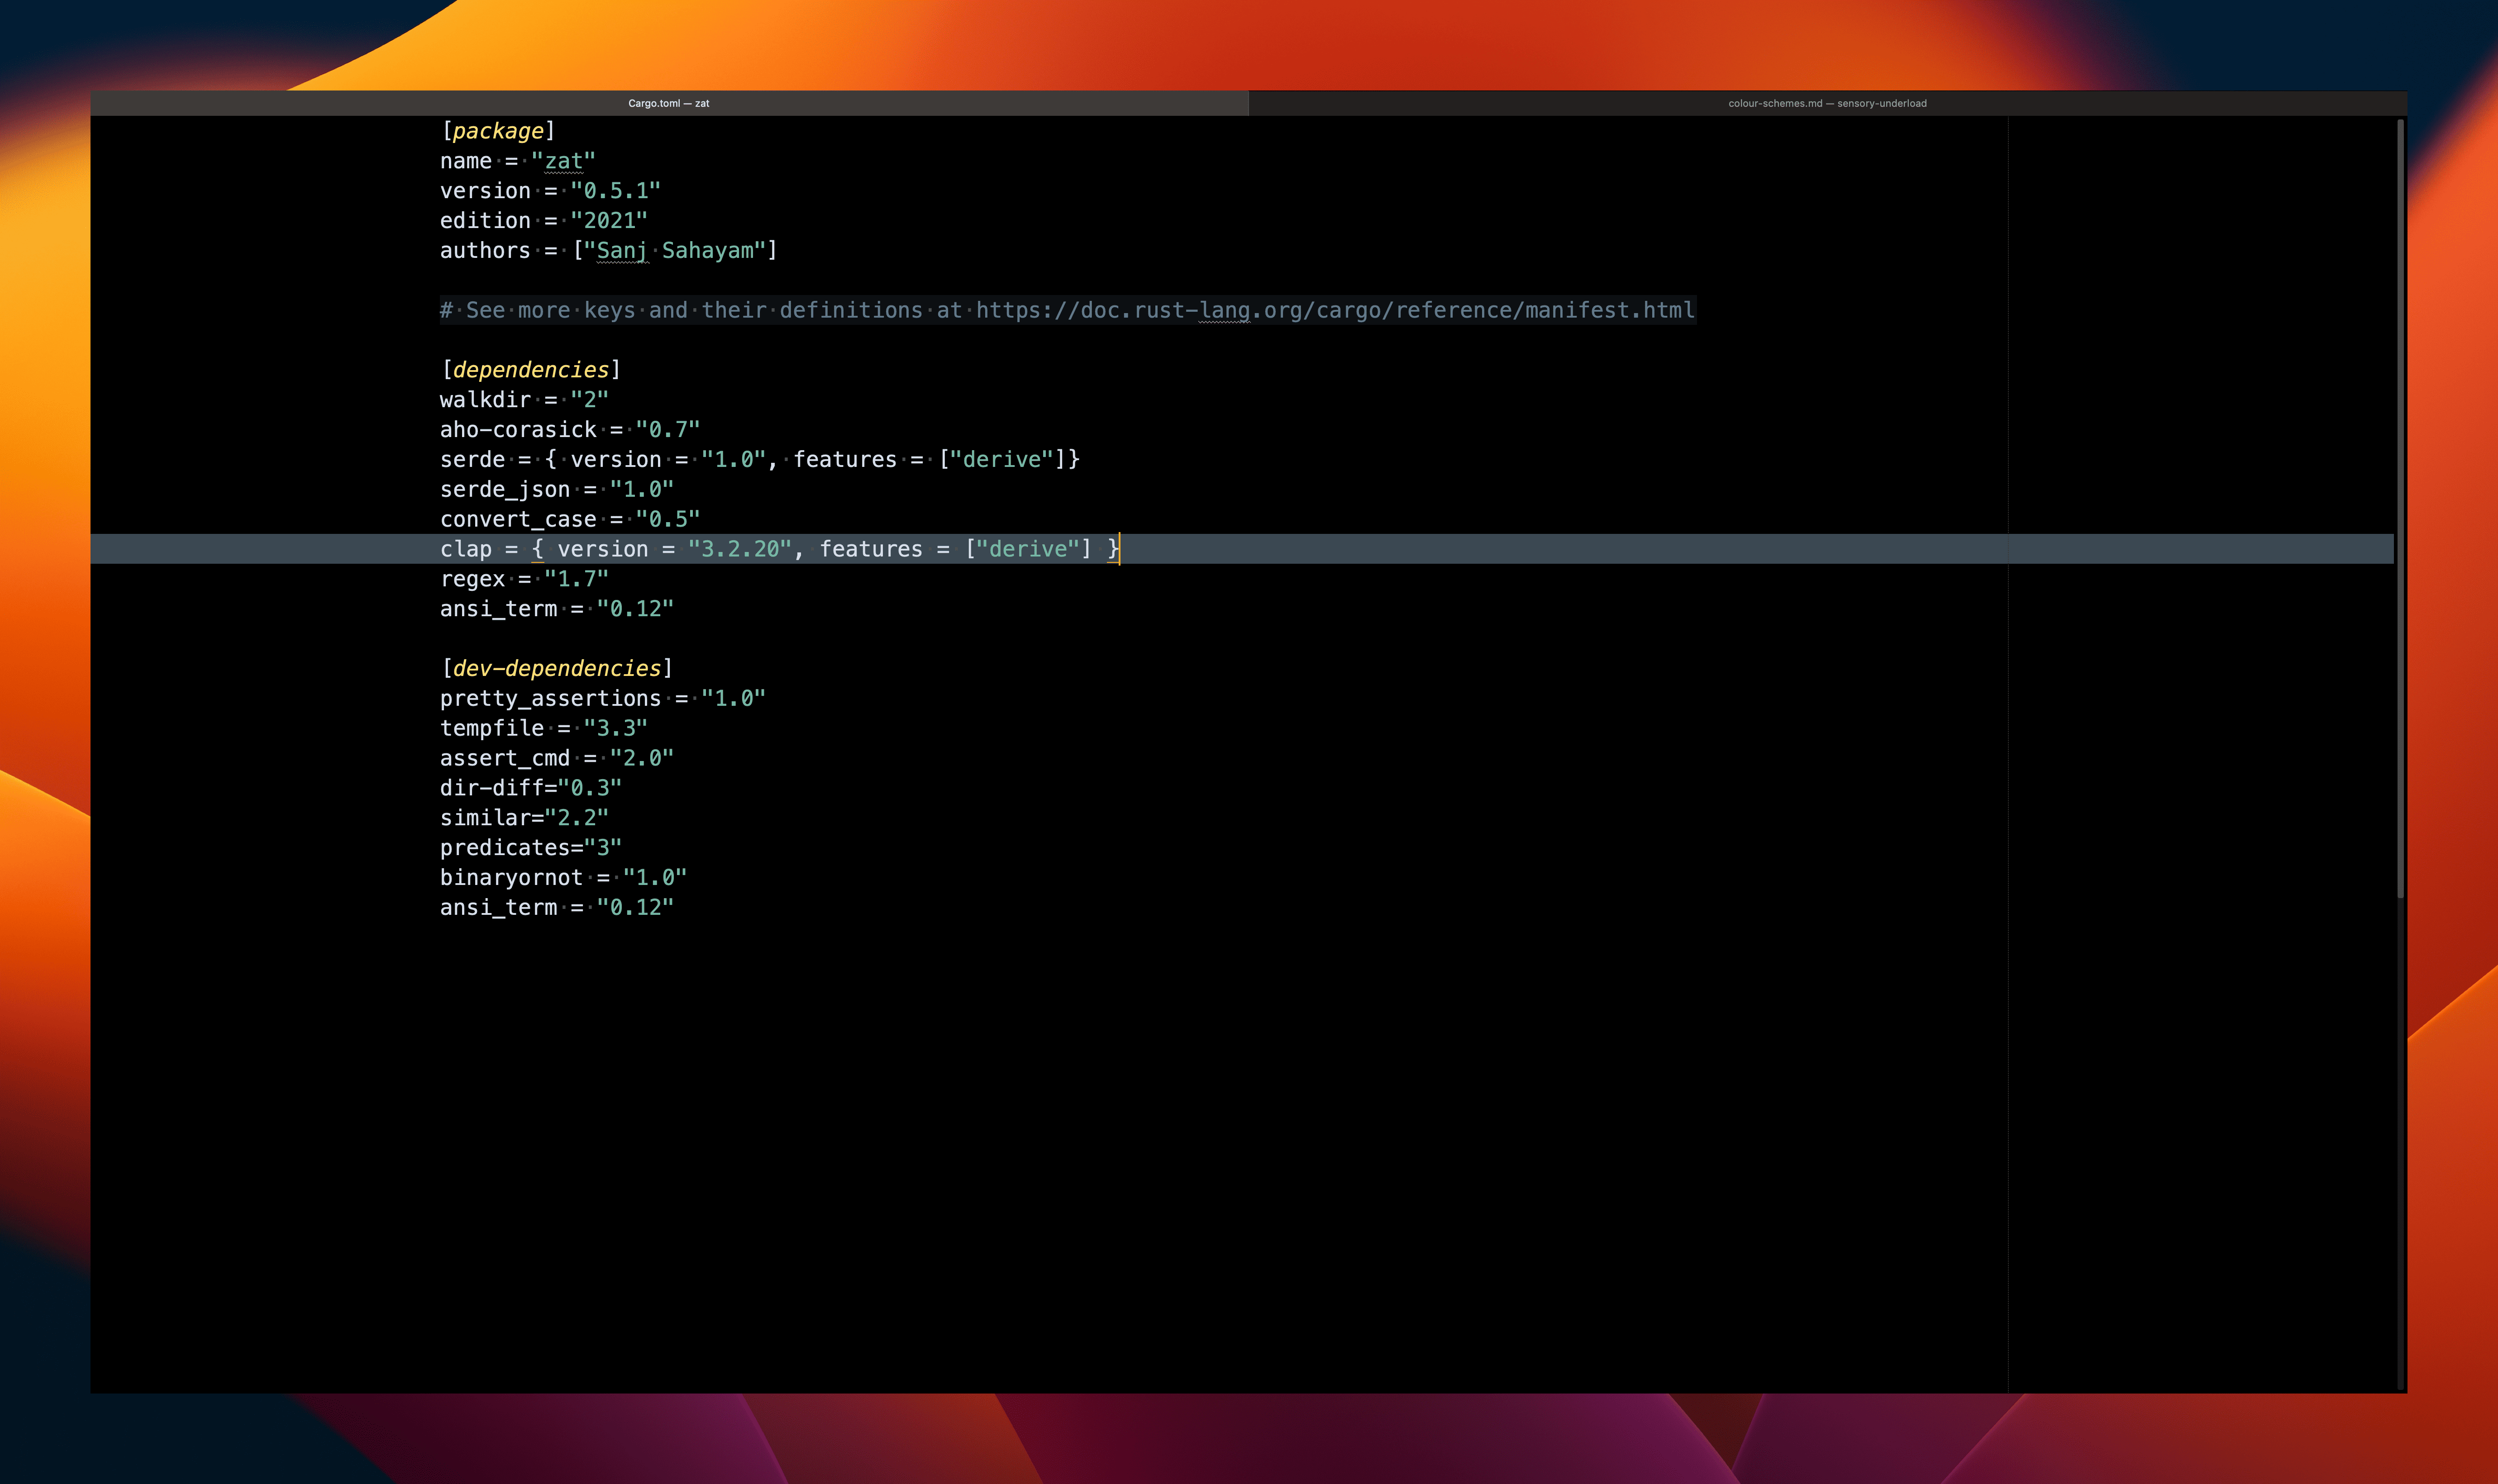 Cargo.toml — zat
colour-schemes.md — sensory-underload
[package]
name = "zat"
version = "0.5.1"
edition = "2021"
authors = ["Sanj Sahayam"]
# See more keys and their definitions at https://doc.rust-lang.org/cargo/reference/manifest.html
[dependencies]
walkdir = "2"
aho-corasick = "0.7"
serde = { version = "1.0", features = ["derive"]}
serde_json = "1.0"
convert_case = "0.5"
clap = { version = "3.2.20", features = ["derive"] }
regex = "1.7"
ansi_term = "0.12"
[dev-dependencies]
pretty_assertions = "1.0"
tempfile = "3.3"
assert_cmd = "2.0"
dir-diff="0.3"
similar="2.2"
predicates="3"
binaryornot = "1.0"
ansi_term = "0.12"